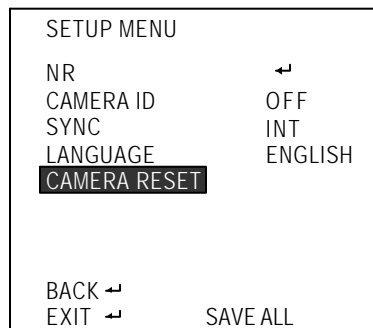 SETUP MENU
NR ↵
CAMERA ID OFF
SYNC INT
LANGUAGE ENGLISH
CAMERA RESET
BACK ↵
EXIT ↵ SAVE ALL